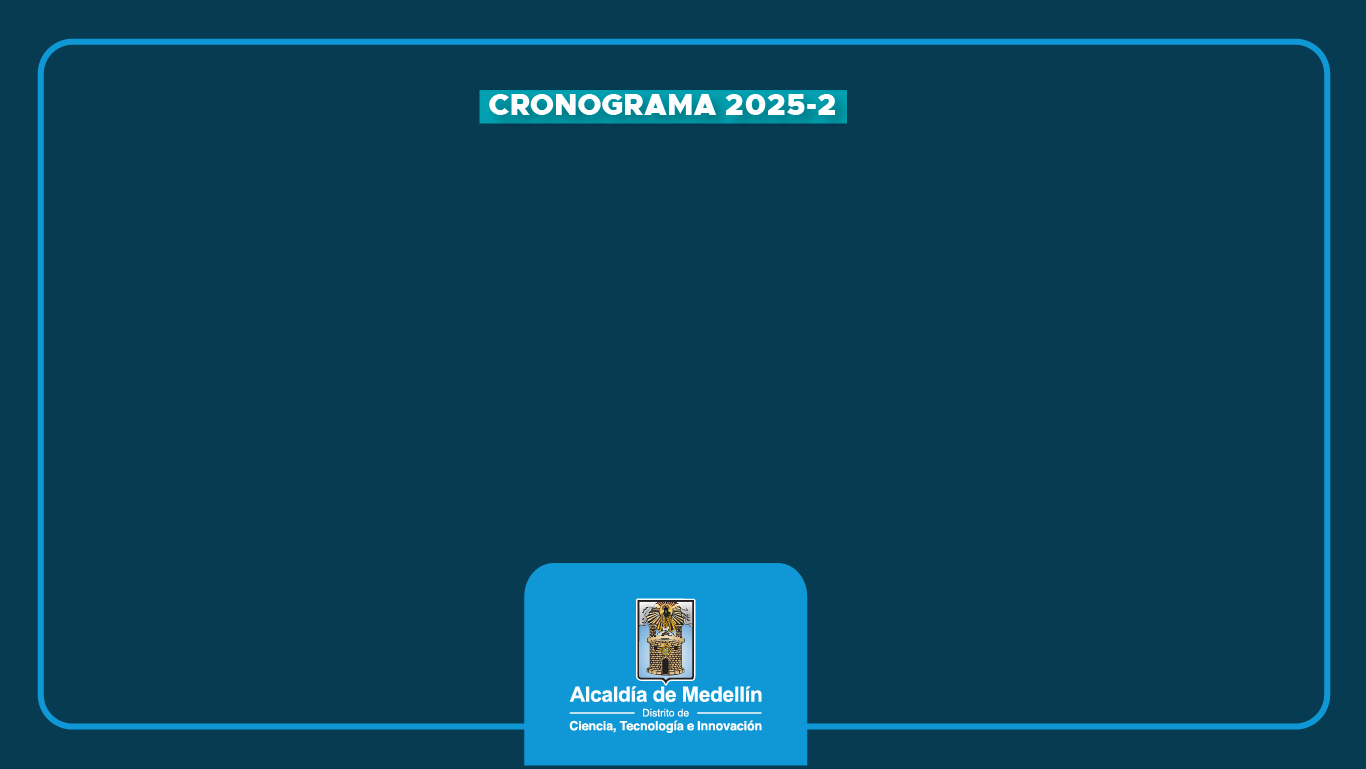 CRONOGRAMA 2025-2
Alcaldía de Medellín
Distrito de
Ciencia, Tecnología e Innovación